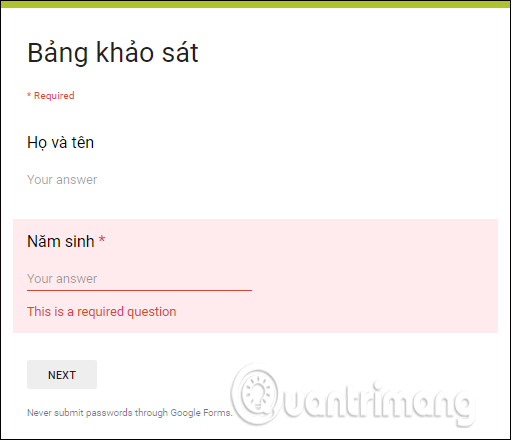 Bảng khảo sát
* Required
Họ và tên
Your answer
Năm sinh *
Your answer
This is a required question
NEXT
Never submit passwords through Google Forms.
Quantrimang